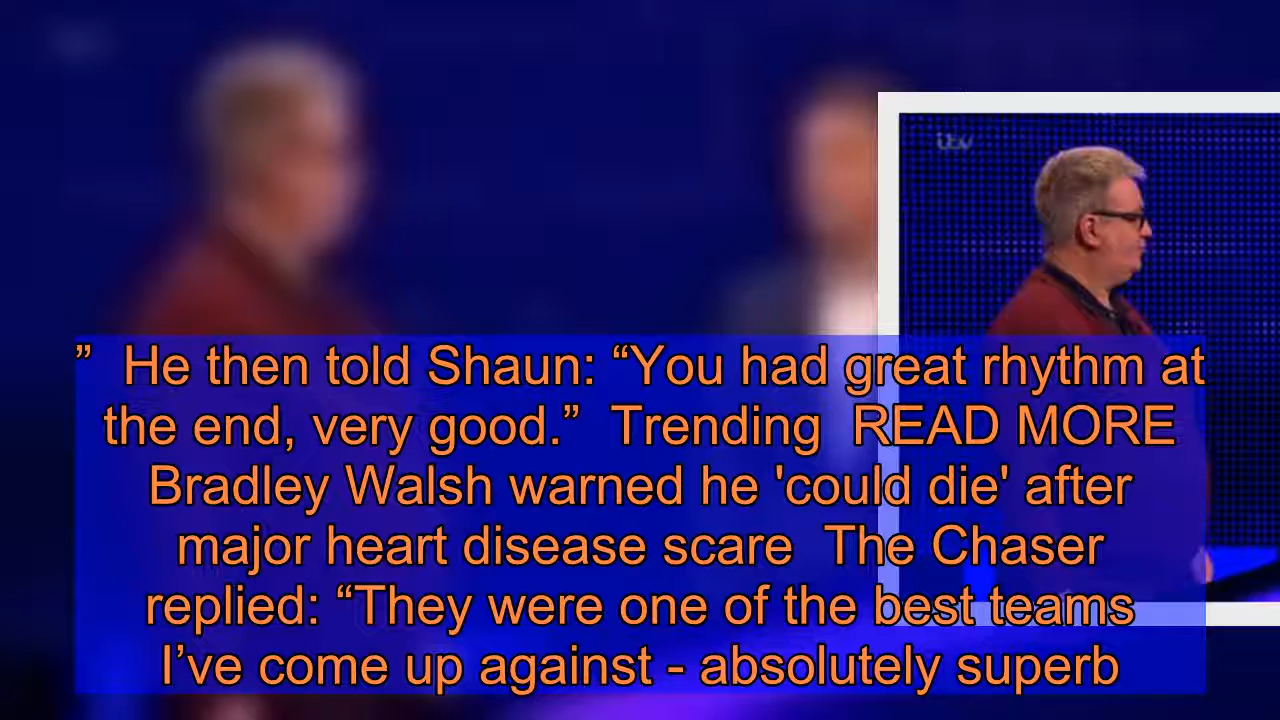 itv
”  He then told Shaun: “You had great rhythm at
the end, very good.”  Trending  READ MORE
Bradley Walsh warned he 'could die' after
major heart disease scare  The Chaser
replied: “They were one of the best teams
I’ve come up against - absolutely superb